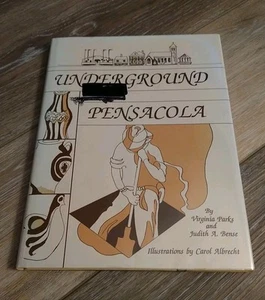 UNDERGROUND
PENSACOLA
By
Virginia Parks
and
Judith A. Bense
Illustrations by Carol Albrecht